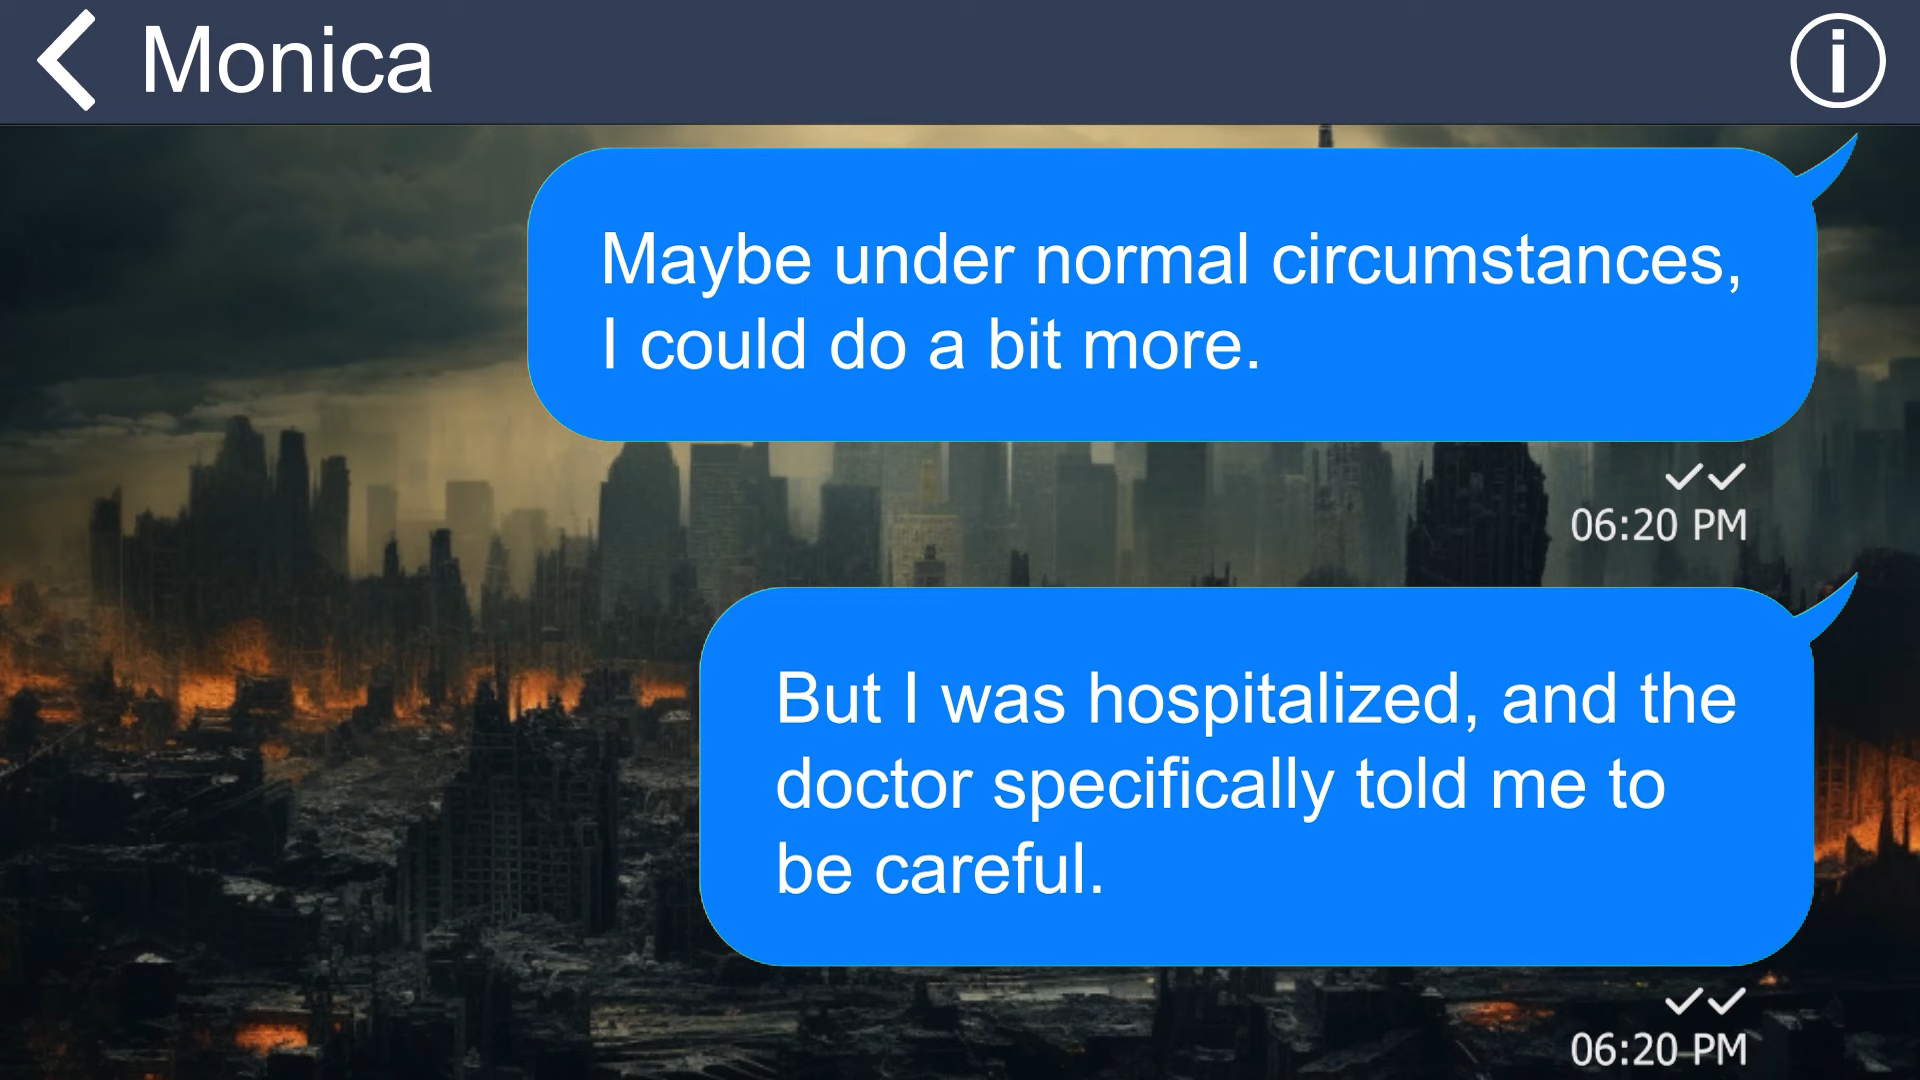 Monica
Maybe under normal circumstances,
I could do a bit more.
06:20 PM
But I was hospitalized, and the
doctor specifically told me to
be careful.
06:20 PM